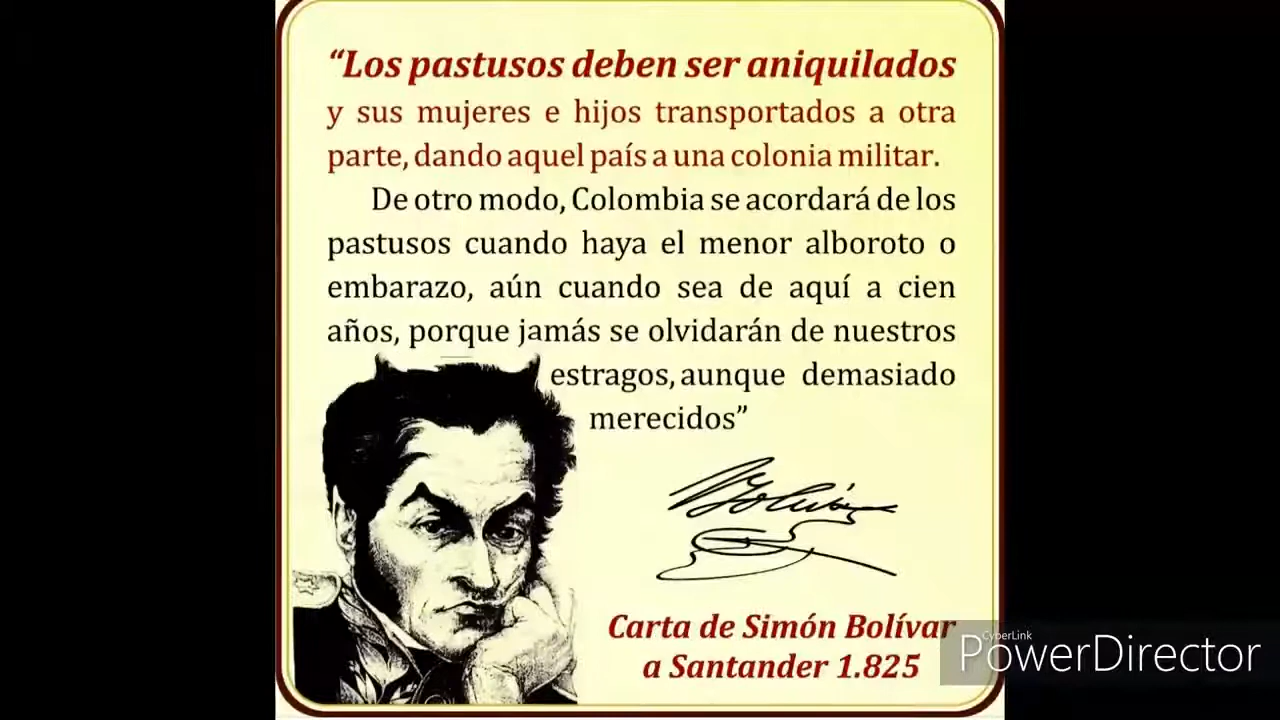 “Los pastusos deben ser aniquilados
y sus mujeres e hijos transportados a otra
parte, dando aquel país a una colonia militar.
De otro modo, Colombia se acordará de los
pastusos cuando haya el menor alboroto o
embarazo, aún cuando sea de aquí a cien
años, porque jamás se olvidarán de nuestros
estragos, aunque demasiado
merecidos”
Bolívar
Carta de Simón Bolívar
a Santander 1.825
CyberLink
PowerDirector